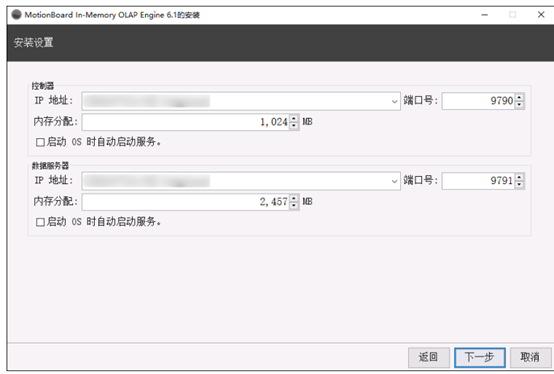 MotionBoard In-Memory OLAP Engine 6.1的安装
安装设置
控制器
IP 地址: 端口号: 9790
内存分配: 1,024 MB
启动 OS 时自动启动服务。
数据服务器
IP 地址: 端口号: 9791
内存分配: 2,457 MB
启动 OS 时自动启动服务。
返回 下一步 取消